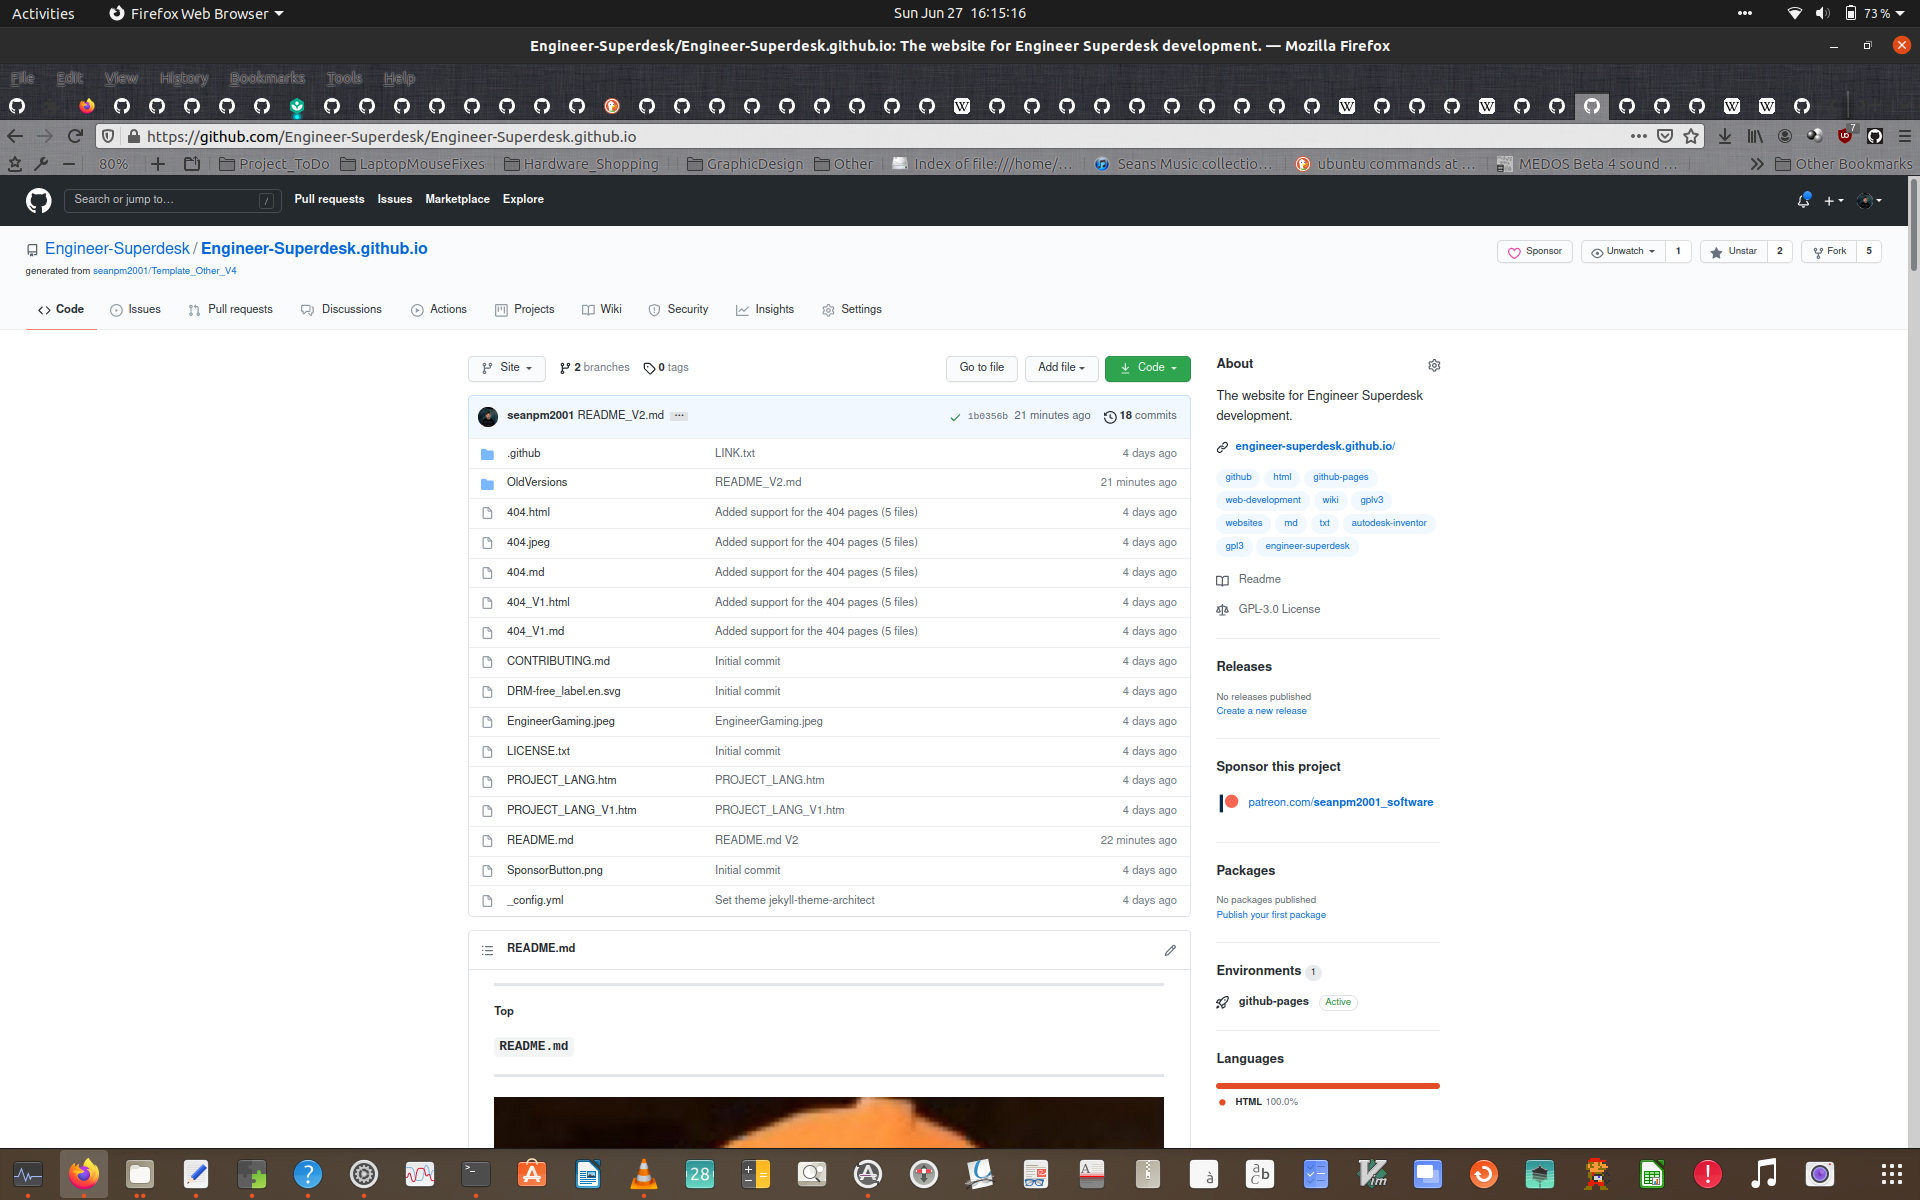 Activities Firefox Web Browser Sun Jun 27 16:15:16 73 %
Engineer-Superdesk/Engineer-Superdesk.github.io: The website for Engineer Superdesk development. — Mozilla Firefox
File Edit View History Bookmarks Tools Help
https://github.com/Engineer-Superdesk/Engineer-Superdesk.github.io 7
80% Project_ToDo LaptopMouseFixes Hardware_Shopping GraphicDesign Other Index of file:///home/... Seans Music collectio... ubuntu commands at ... MEDOS Beta 4 sound ... Other Bookmarks
Search or jump to... / Pull requests Issues Marketplace Explore
Engineer-Superdesk / Engineer-Superdesk.github.io Sponsor Unwatch 1 Unstar 2 Fork 5
generated from seanpm2001/Template_Other_V4
Code Issues Pull requests Discussions Actions Projects Wiki Security Insights Settings
Site 2 branches 0 tags Go to file Add file Code
seanpm2001 README_V2.md ... 1b0356b 21 minutes ago 18 commits
.github LINK.txt 4 days ago
OldVersions README_V2.md 21 minutes ago
404.html Added support for the 404 pages (5 files) 4 days ago
404.jpeg Added support for the 404 pages (5 files) 4 days ago
404.md Added support for the 404 pages (5 files) 4 days ago
404_V1.html Added support for the 404 pages (5 files) 4 days ago
404_V1.md Added support for the 404 pages (5 files) 4 days ago
CONTRIBUTING.md Initial commit 4 days ago
DRM-free_label.en.svg Initial commit 4 days ago
EngineerGaming.jpeg EngineerGaming.jpeg 4 days ago
LICENSE.txt Initial commit 4 days ago
PROJECT_LANG.htm PROJECT_LANG.htm 4 days ago
PROJECT_LANG_V1.htm PROJECT_LANG_V1.htm 4 days ago
README.md README.md V2 22 minutes ago
SponsorButton.png Initial commit 4 days ago
_config.yml Set theme jekyll-theme-architect 4 days ago
README.md
Top
README.md
About
The website for Engineer Superdesk
development.
engineer-superdesk.github.io/
github html github-pages
web-development wiki gplv3
websites md txt autodesk-inventor
gpl3 engineer-superdesk
Readme
GPL-3.0 License
Releases
No releases published
Create a new release
Sponsor this project
patreon.com/seanpm2001_software
Packages
No packages published
Publish your first package
Environments 1
github-pages Active
Languages
HTML 100.0%
28